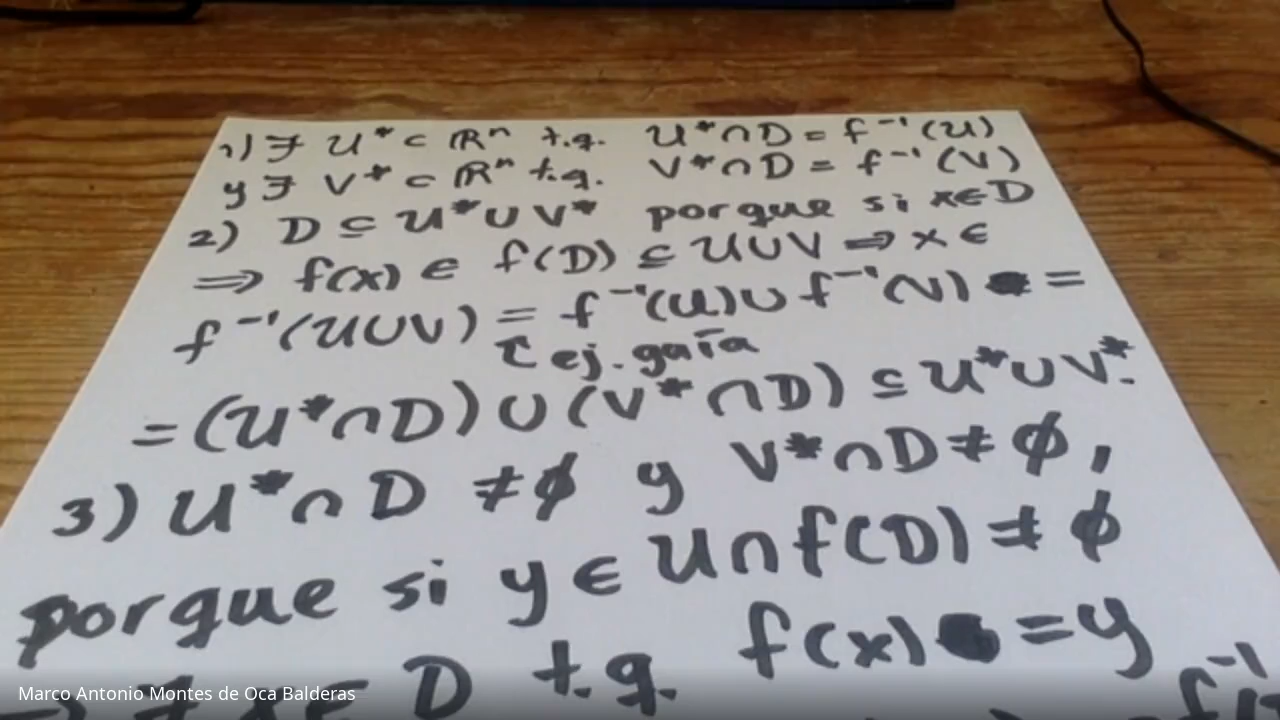 1) ∃ U* ⊂ ℝⁿ t.q. U*∩D = f⁻¹(U)
y ∃ V* ⊂ ℝⁿ t.q. V*∩D = f⁻¹(V)
2) D ⊆ U*∪V* porque si x∈D
⇒ f(x) ∈ f(D) ⊆ U∪V ⇒ x ∈
f⁻¹(U∪V) = f⁻¹(U)∪f⁻¹(V) =
↑ ej. guía
= (U*∩D)∪(V*∩D) ⊆ U*∪V*.
3) U*∩D ≠ ∅ y V*∩D ≠ ∅,
porque si y ∈ U∩f(D) ≠ ∅
⇒ ∃ x∈ D t.q. f(x) = y
Marco Antonio Montes de Oca Balderas